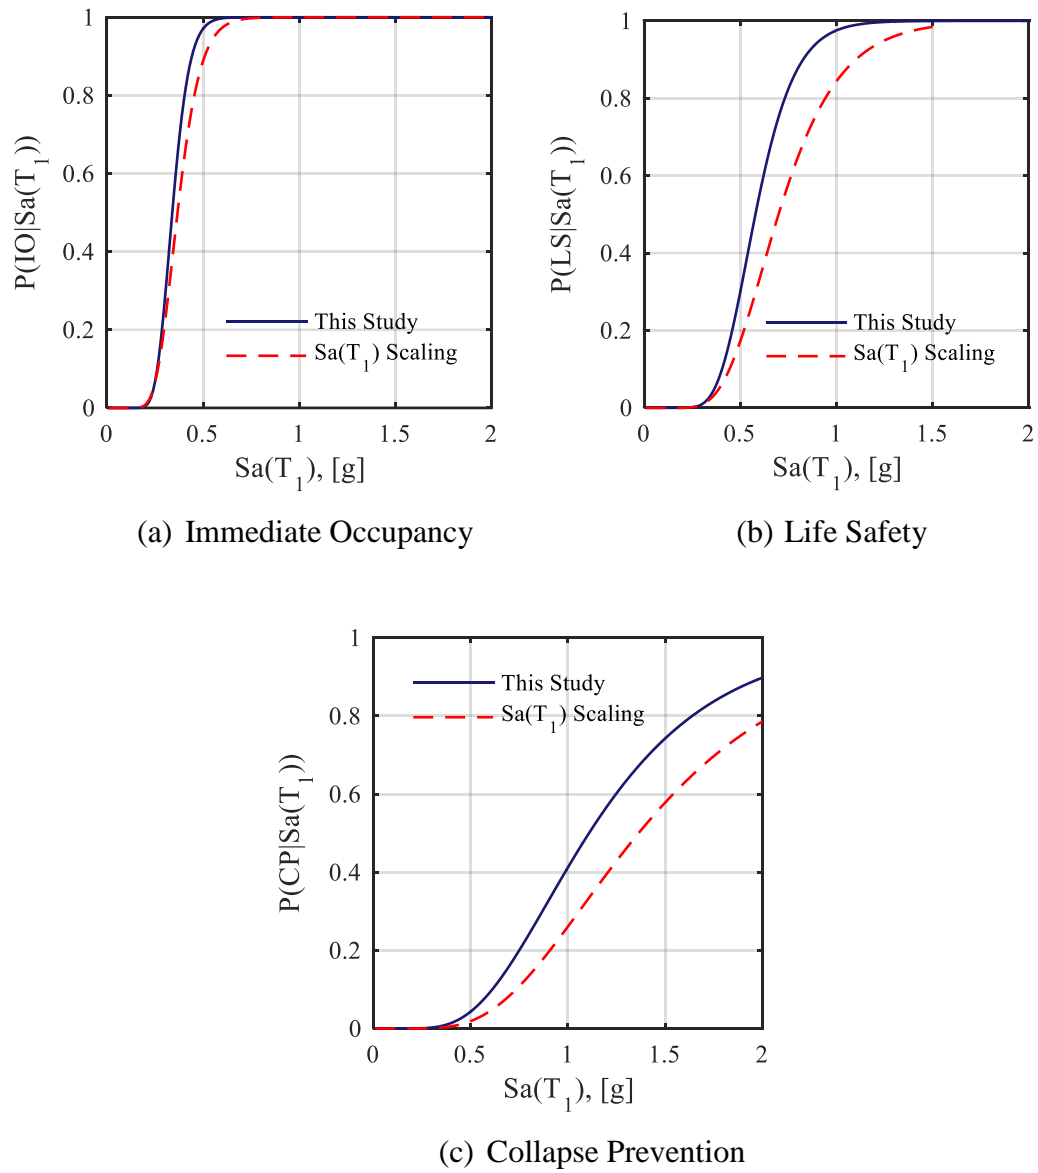 1
0.8
0.6
0.4
0.2
0
P(IO|Sa(T1))
This Study
Sa(T1) Scaling
0 0.5 1 1.5 2
Sa(T1), [g]
(a) Immediate Occupancy
1
0.8
0.6
0.4
0.2
0
P(LS|Sa(T1))
This Study
Sa(T1) Scaling
0 0.5 1 1.5 2
Sa(T1), [g]
(b) Life Safety
1
0.8
0.6
0.4
0.2
0
P(CP|Sa(T1))
This Study
Sa(T1) Scaling
0 0.5 1 1.5 2
Sa(T1), [g]
(c) Collapse Prevention